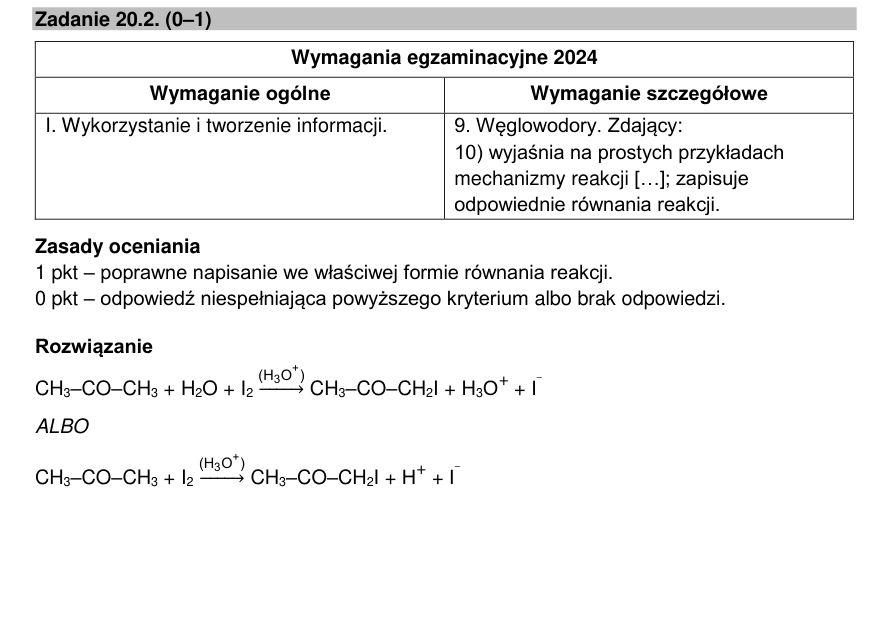 Zadanie 20.2. (0–1)
Wymagania egzaminacyjne 2024
Wymaganie ogólne
Wymaganie szczegółowe
I. Wykorzystanie i tworzenie informacji.
9. Węglowodory. Zdający:
10) wyjaśnia na prostych przykładach
mechanizmy reakcji […]; zapisuje
odpowiednie równania reakcji.
Zasady oceniania
1 pkt – poprawne napisanie we właściwej formie równania reakcji.
0 pkt – odpowiedź niespełniająca powyższego kryterium albo brak odpowiedzi.
Rozwiązanie
CH₃–CO–CH₃ + H₂O + I₂ –(H₃O⁺)→ CH₃–CO–CH₂I + H₃O⁺ + I⁻
ALBO
CH₃–CO–CH₃ + I₂ –(H₃O⁺)→ CH₃–CO–CH₂I + H⁺ + I⁻